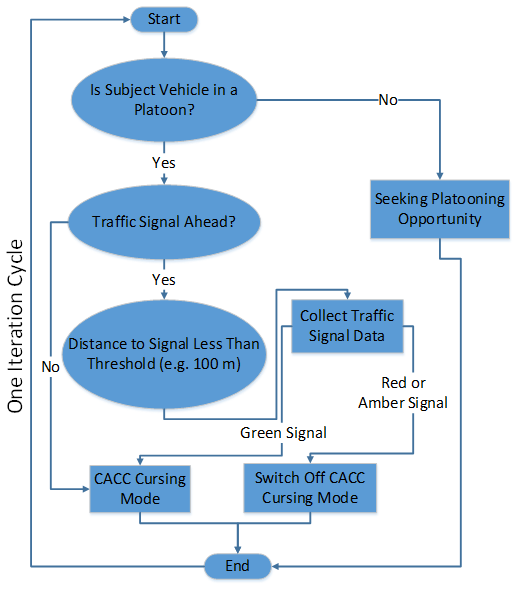 Start
Is Subject Vehicle in a
Platoon?
No
Yes
Seeking Platooning
Opportunity
Traffic Signal Ahead?
Yes
One Iteration Cycle
Collect Traffic
Signal Data
Distance to Signal Less Than
Threshold (e.g. 100 m)
No
Red or
Amber Signal
Green Signal
CACC Cursing
Mode
Switch Off CACC
Cursing Mode
End